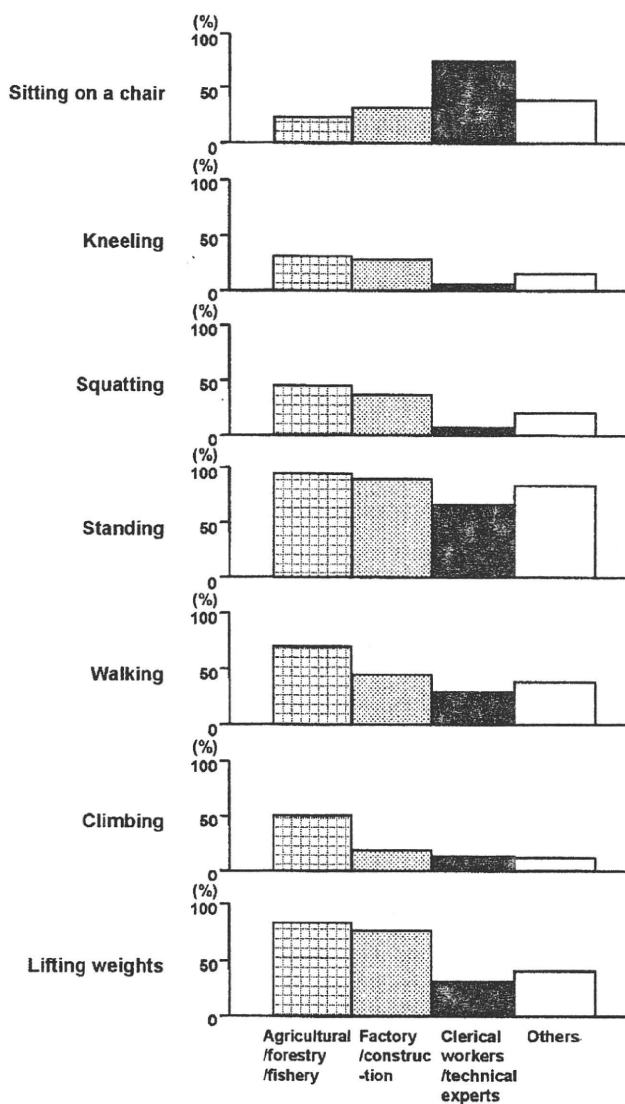 (%)
100
Sitting on a chair
50
0
(%)
100
Kneeling
50
0
(%)
100
Squatting
50
0
(%)
100
Standing
50
0
(%)
100
Walking
50
0
(%)
100
Climbing
50
0
(%)
100
Lifting weights
50
0
Agricultural
/forestry
/fishery
Factory
/construc
-tion
Clerical
workers
/technical
experts
Others